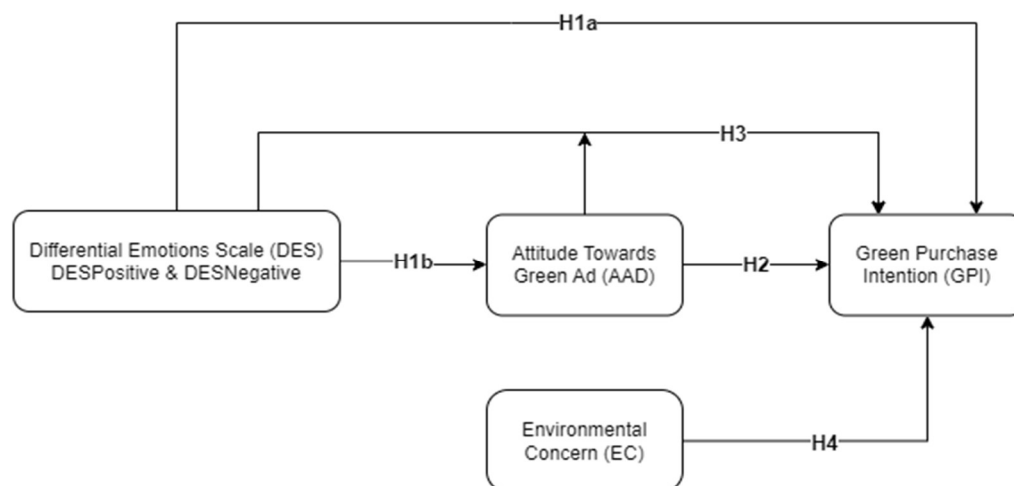 H1a
H3
Differential Emotions Scale (DES)
DESPositive & DESNegative
H1b
Attitude Towards
Green Ad (AAD)
H2
Green Purchase
Intention (GPI)
Environmental
Concern (EC)
H4